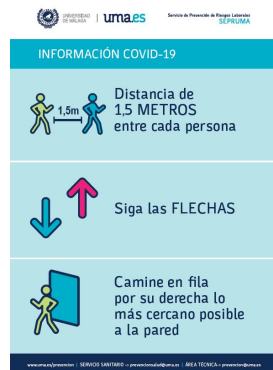 UNIVERSIDAD
DE MÁLAGA
uma.es
Servicio de Prevención de Riesgos Laborales
SEPRUMA
INFORMACIÓN COVID-19
1,5m
Distancia de
1,5 METROS
entre cada persona
Siga las FLECHAS
Camine en fila
por su derecha lo
más cercano posible
a la pared
www.uma.es/prevencion | SERVICIO SANITARIO -> prevencionsalud@uma.es | ÁREA TÉCNICA-> prevencion@uma.es